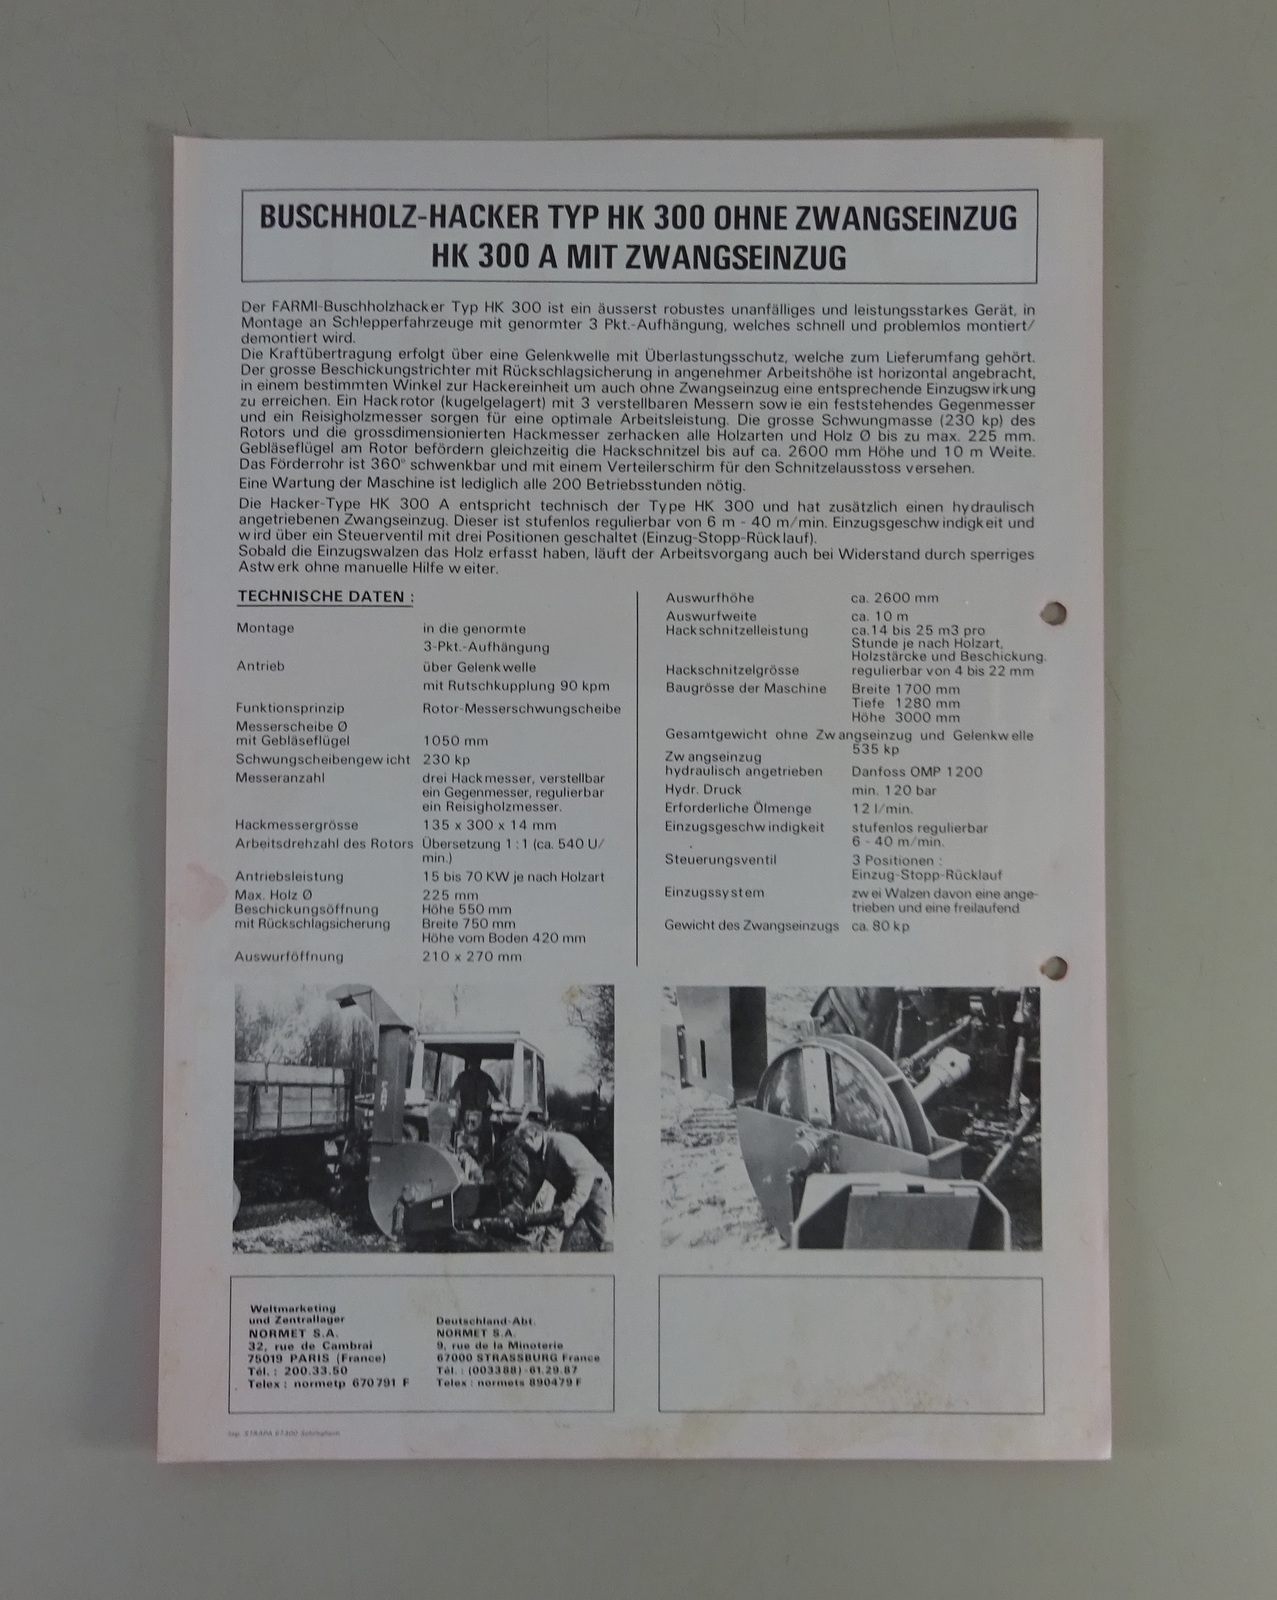 BUSCHHOLZ-HACKER TYP HK 300 OHNE ZWANGSEINZUG
HK 300 A MIT ZWANGSEINZUG
Der FARMI-Buschholzhacker Typ HK 300 ist ein äusserst robustes unanfälliges und leistungsstarkes Gerät, in
Montage an Schlepperfahrzeuge mit genormter 3 Pkt.-Aufhängung, welches schnell und problemlos montiert/
demontiert wird.
Die Kraftübertragung erfolgt über eine Gelenkwelle mit Überlastungsschutz, welche zum Lieferumfang gehört.
Der grosse Beschickungstrichter mit Rückschlagsicherung in angenehmer Arbeitshöhe ist horizontal angebracht,
in einem bestimmten Winkel zur Hackereinheit um auch ohne Zwangseinzug eine entsprechende Einzugswirkung
zu erreichen. Ein Hackrotor (kugelgelagert) mit 3 verstellbaren Messern sowie ein feststehendes Gegenmesser
und ein Reisigholzmesser sorgen für eine optimale Arbeitsleistung. Die grosse Schwungmasse (230 kp) des
Rotors und die grossdimensionierten Hackmesser zerhacken alle Holzarten und Holz Ø bis zu max. 225 mm.
Gebläseflügel am Rotor befördern gleichzeitig die Hackschnitzel bis auf ca. 2600 mm Höhe und 10 m Weite.
Das Förderrohr ist 360° schwenkbar und mit einem Verteilerschirm für den Schnitzelausstoss versehen.
Eine Wartung der Maschine ist lediglich alle 200 Betriebsstunden nötig.
Die Hacker-Type HK 300 A entspricht technisch der Type HK 300 und hat zusätzlich einen hydraulisch
angetriebenen Zwangseinzug. Dieser ist stufenlos regulierbar von 6 m - 40 m/min. Einzugsgeschwindigkeit und
wird über ein Steuerventil mit drei Positionen geschaltet (Einzug-Stopp-Rücklauf).
Sobald die Einzugswalzen das Holz erfasst haben, läuft der Arbeitsvorgang auch bei Widerstand durch sperriges
Astwerk ohne manuelle Hilfe weiter.
TECHNISCHE DATEN :
Montage in die genormte
3-Pkt.-Aufhängung
Antrieb über Gelenkwelle
mit Rutschkupplung 90 kpm
Funktionsprinzip Rotor-Messerschwungscheibe
Messerscheibe Ø
mit Gebläseflügel 1050 mm
Schwungscheibengewicht 230 kp
Messeranzahl drei Hackmesser, verstellbar
ein Gegenmesser, regulierbar
ein Reisigholzmesser.
Hackmessergrösse 135 x 300 x 14 mm
Arbeitsdrehzahl des Rotors Übersetzung 1 : 1 (ca. 540 U/
min.)
Antriebsleistung 15 bis 70 KW je nach Holzart
Max. Holz Ø 225 mm
Beschickungsöffnung Höhe 550 mm
mit Rückschlagsicherung Breite 750 mm
Höhe vom Boden 420 mm
Auswurföffnung 210 x 270 mm
Auswurfhöhe ca. 2600 mm
Auswurfweite ca. 10 m
Hackschnitzelleistung ca.14 bis 25 m3 pro
Stunde je nach Holzart,
Holzstärcke und Beschickung.
Hackschnitzelgrösse regulierbar von 4 bis 22 mm
Baugrösse der Maschine Breite 1700 mm
Tiefe 1280 mm
Höhe 3000 mm
Gesamtgewicht ohne Zwangseinzug und Gelenkwelle
535 kp
Zwangseinzug
hydraulisch angetrieben Danfoss OMP 1200
Hydr. Druck min. 120 bar
Erforderliche Ölmenge 12 l/min.
Einzugsgeschwindigkeit stufenlos regulierbar
6 - 40 m/min.
Steuerungsventil 3 Positionen :
Einzug-Stopp-Rücklauf
Einzugssystem zwei Walzen davon eine ange-
trieben und eine freilaufend
Gewicht des Zwangseinzugs ca. 80 kp
Weltmarketing
und Zentrallager
NORMET S.A.
32, rue de Cambrai
75019 PARIS (France)
Tél. : 200.33.50
Telex : normetp 670791 F
Deutschland-Abt.
NORMET S.A.
9, rue de la Minoterie
67000 STRASSBURG France
Tél. : (003388)-61.29.87
Telex : normets 890479 F